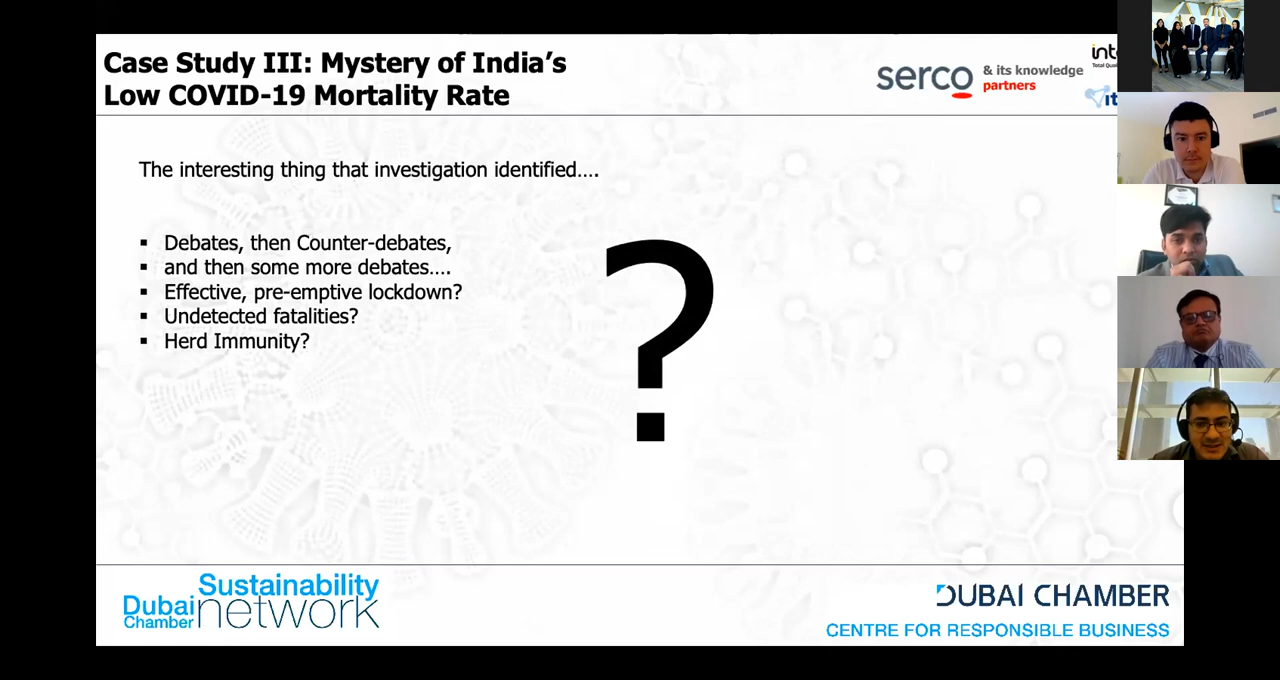 Case Study III: Mystery of India's
Low COVID-19 Mortality Rate
serco & its knowledge
partners
The interesting thing that investigation identified....
▪ Debates, then Counter-debates,
▪ and then some more debates....
▪ Effective, pre-emptive lockdown?
▪ Undetected fatalities?
▪ Herd Immunity?
?
Dubai
Chamber
Sustainability
network
DUBAI CHAMBER
CENTRE FOR RESPONSIBLE BUSINESS